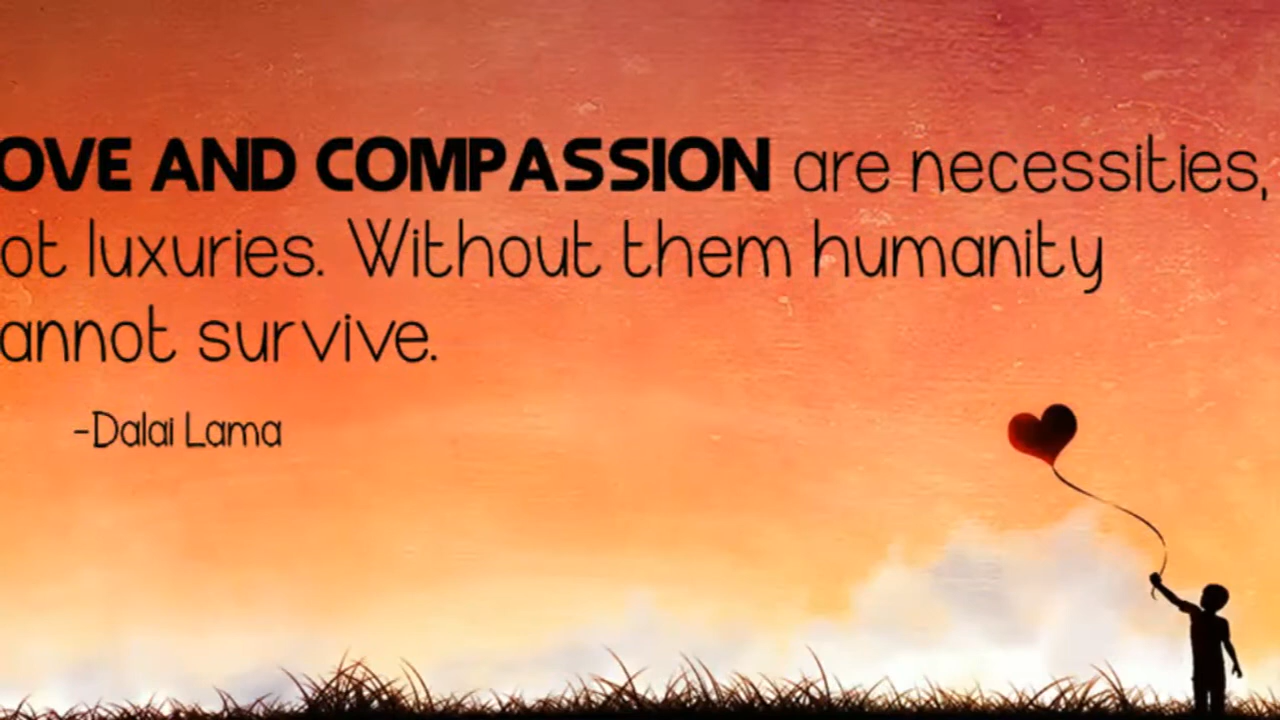 OVE AND COMPASSION are necessities,
ot luxuries. Without them humanity
annot survive.
-Dalai Lama